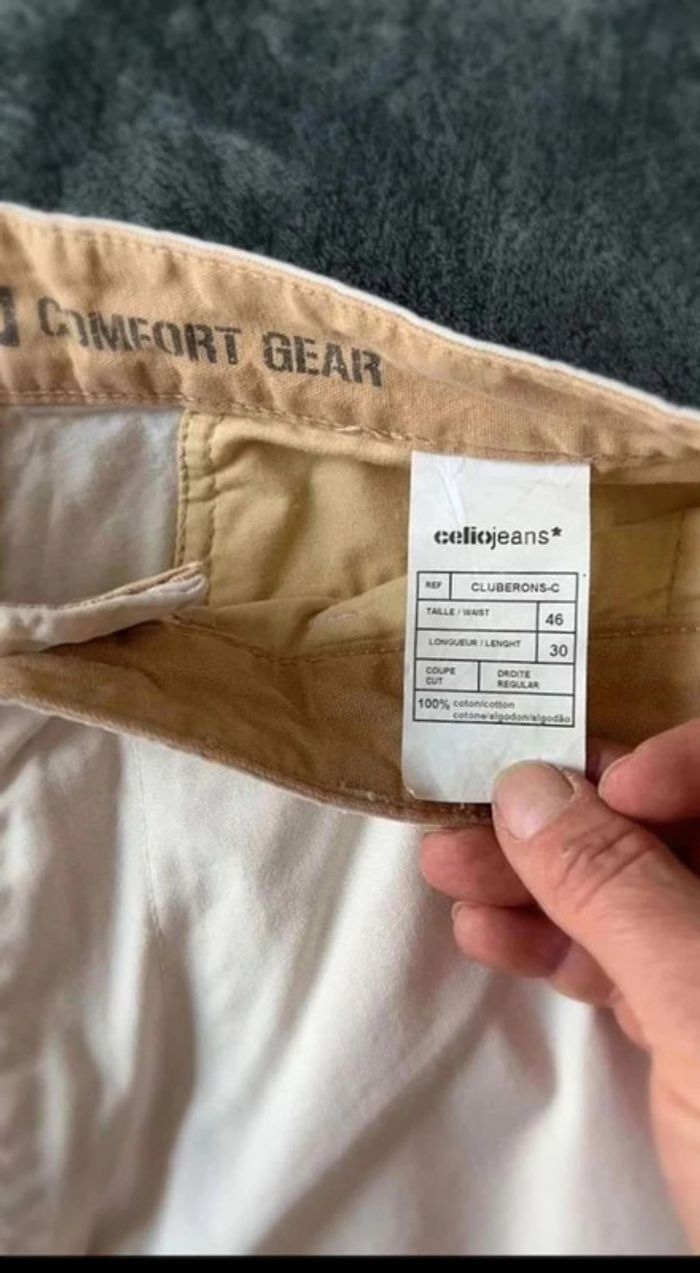 COMFORT GEAR
celiojeans*
REF CLUBERONS-C
TAILLE / WAIST 46
LONGUEUR / LENGHT 30
COUPE DROITE
CUT REGULAR
100% coton/cotton
cotone/algodon/algodão